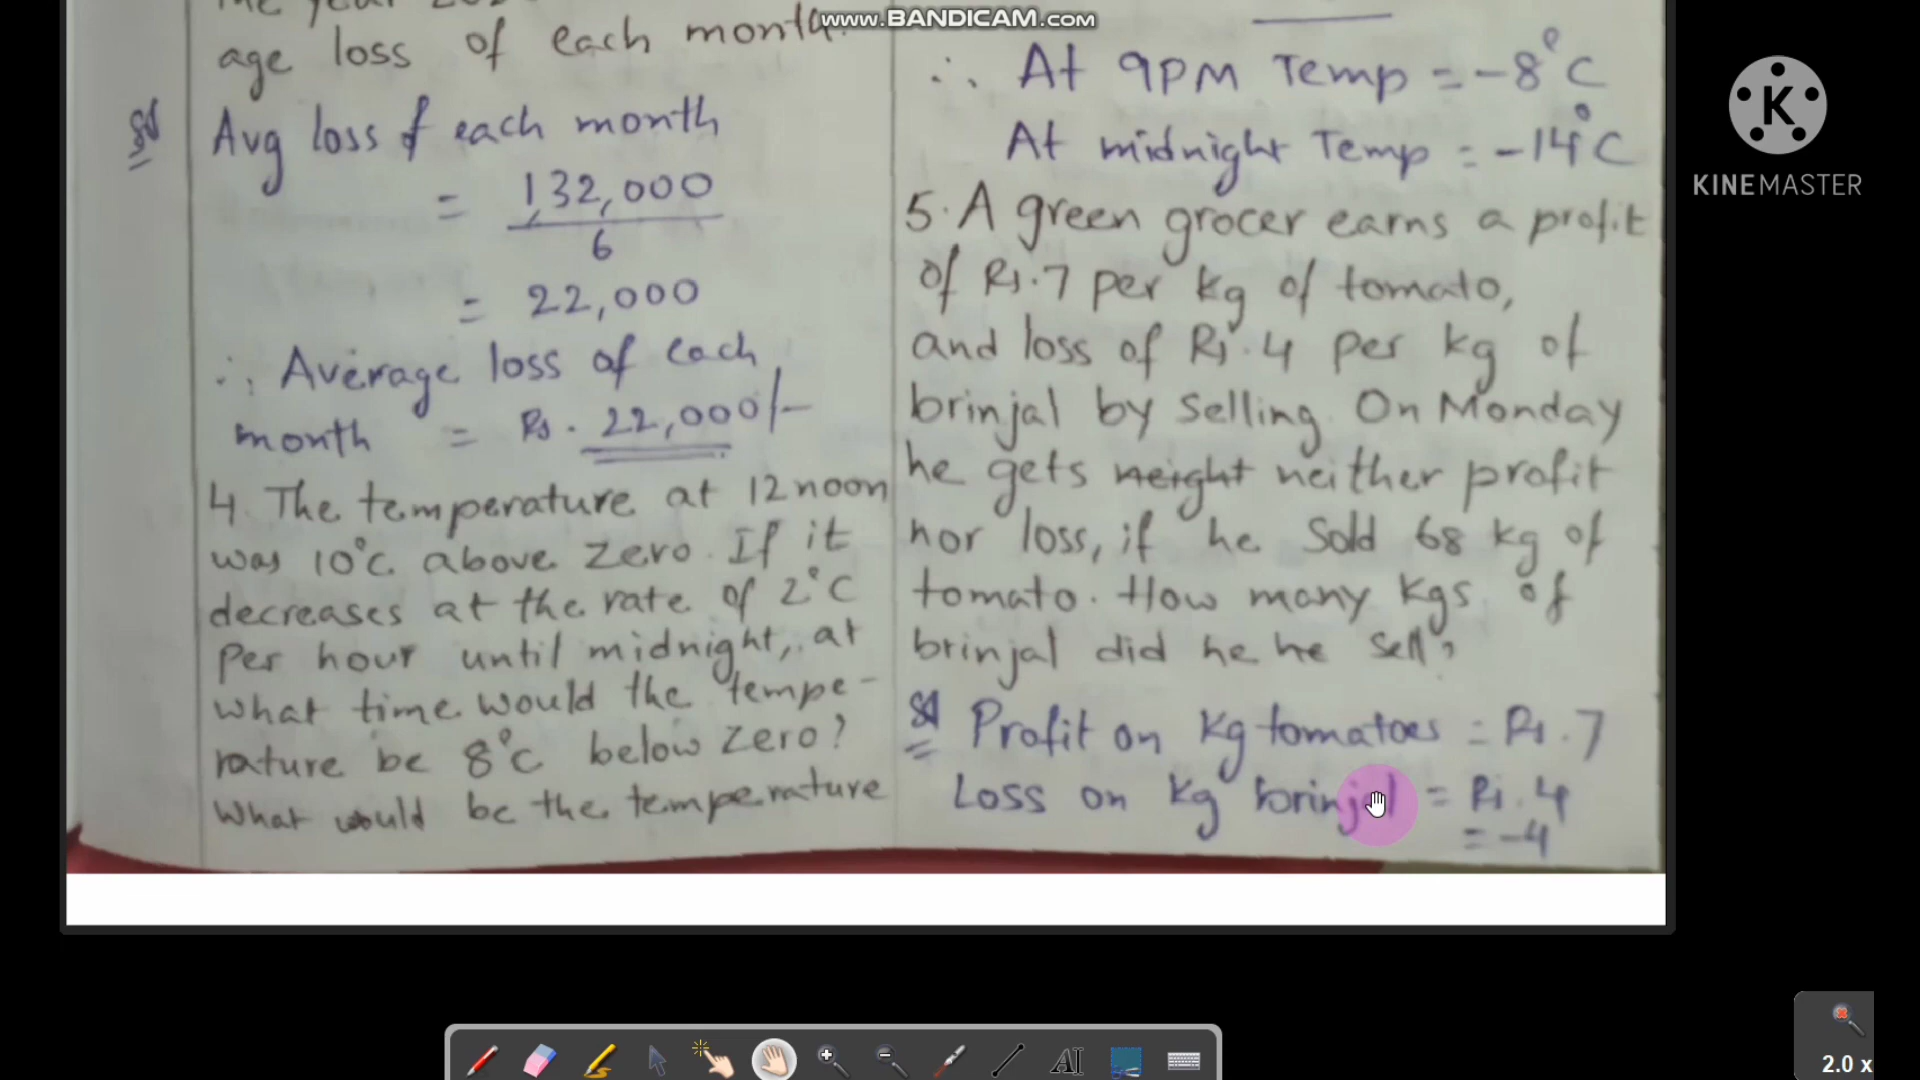 www.BANDICAM.com
age loss of each month.
Sol Avg loss of each month
= 132,000
6
= 22,000
∴ Average loss of each
month = Rs. 22,000/-
4. The temperature at 12 noon
was 10°C above zero. If it
decreases at the rate of 2°C
per hour until midnight, at
what time would the tempe-
rature be 8°C below zero?
What would be the temperature
∴ At 9PM Temp = -8°C
At midnight Temp = -14°C
5. A green grocer earns a profit
of Rs.7 per kg of tomato,
and loss of Rs.4 per kg of
brinjal by selling. On Monday
he gets neight neither profit
nor loss, if he sold 68 kg of
tomato. How many kgs of
brinjal did he he sell?
Sol Profit on kg tomatoes = Rs.7
Loss on kg brinjal = Rs.4
= -4
K
KINEMASTER
AI
2.0 x